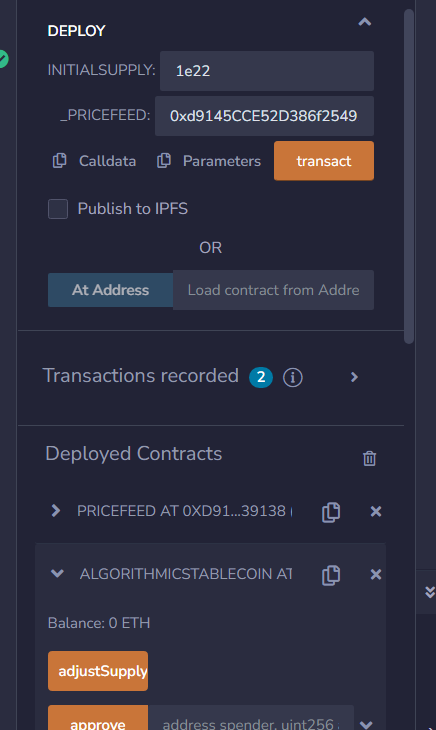 DEPLOY
INITIALSUPPLY: 1e22
_PRICEFEED: 0xd9145CCE52D386f2549
Calldata Parameters transact
Publish to IPFS
OR
At Address Load contract from Addre
Transactions recorded 2 i
Deployed Contracts
PRICEFEED AT 0XD91...39138 (
ALGORITHMICSTABLECOIN AT
Balance: 0 ETH
adjustSupply
approve address spender, uint256